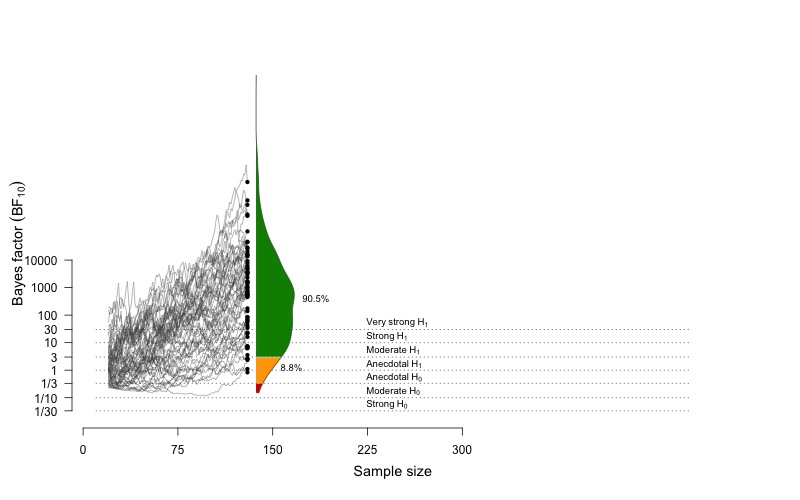 Bayes factor (BF₁₀)
10000
1000
100
30
10
3
1
1/3
1/10
1/30
90.5%
8.8%
Very strong H₁
Strong H₁
Moderate H₁
Anecdotal H₁
Anecdotal H₀
Moderate H₀
Strong H₀
0 75 150 225 300
Sample size